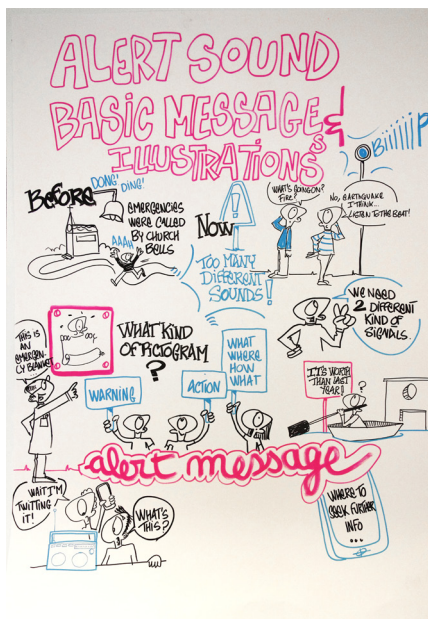 ALERT SOUND
BASIC MESSAGES &
ILLUSTRATIONS
BiiiiiiP
BEFORE
DONG!
DING!
EMERGENCIES
WERE CALLED
BY CHURCH
BELLS
AAAH
NOW
!
TOO MANY
DIFFERENT
SOUNDS!
WHAT'S GOING ON?
FIRE?
NO, EARTHQUAKE
I THINK...
LISTEN TO THE BEAT!
WE NEED
2 DIFFERENT
KIND OF
SIGNALS.
THIS IS
AN
EMERGEN-
CY BLANKET
WHAT KIND
OF PICTOGRAM
?
WARNING
ACTION
WHAT
WHERE
HOW
WHAT
IT'S WORTH
THAN LAST
YEAR!
?
alert message
WAIT I'M
TWITTING
IT!
WHAT'S
THIS?
WHERE TO
SEEK FURTHER
INFO
...